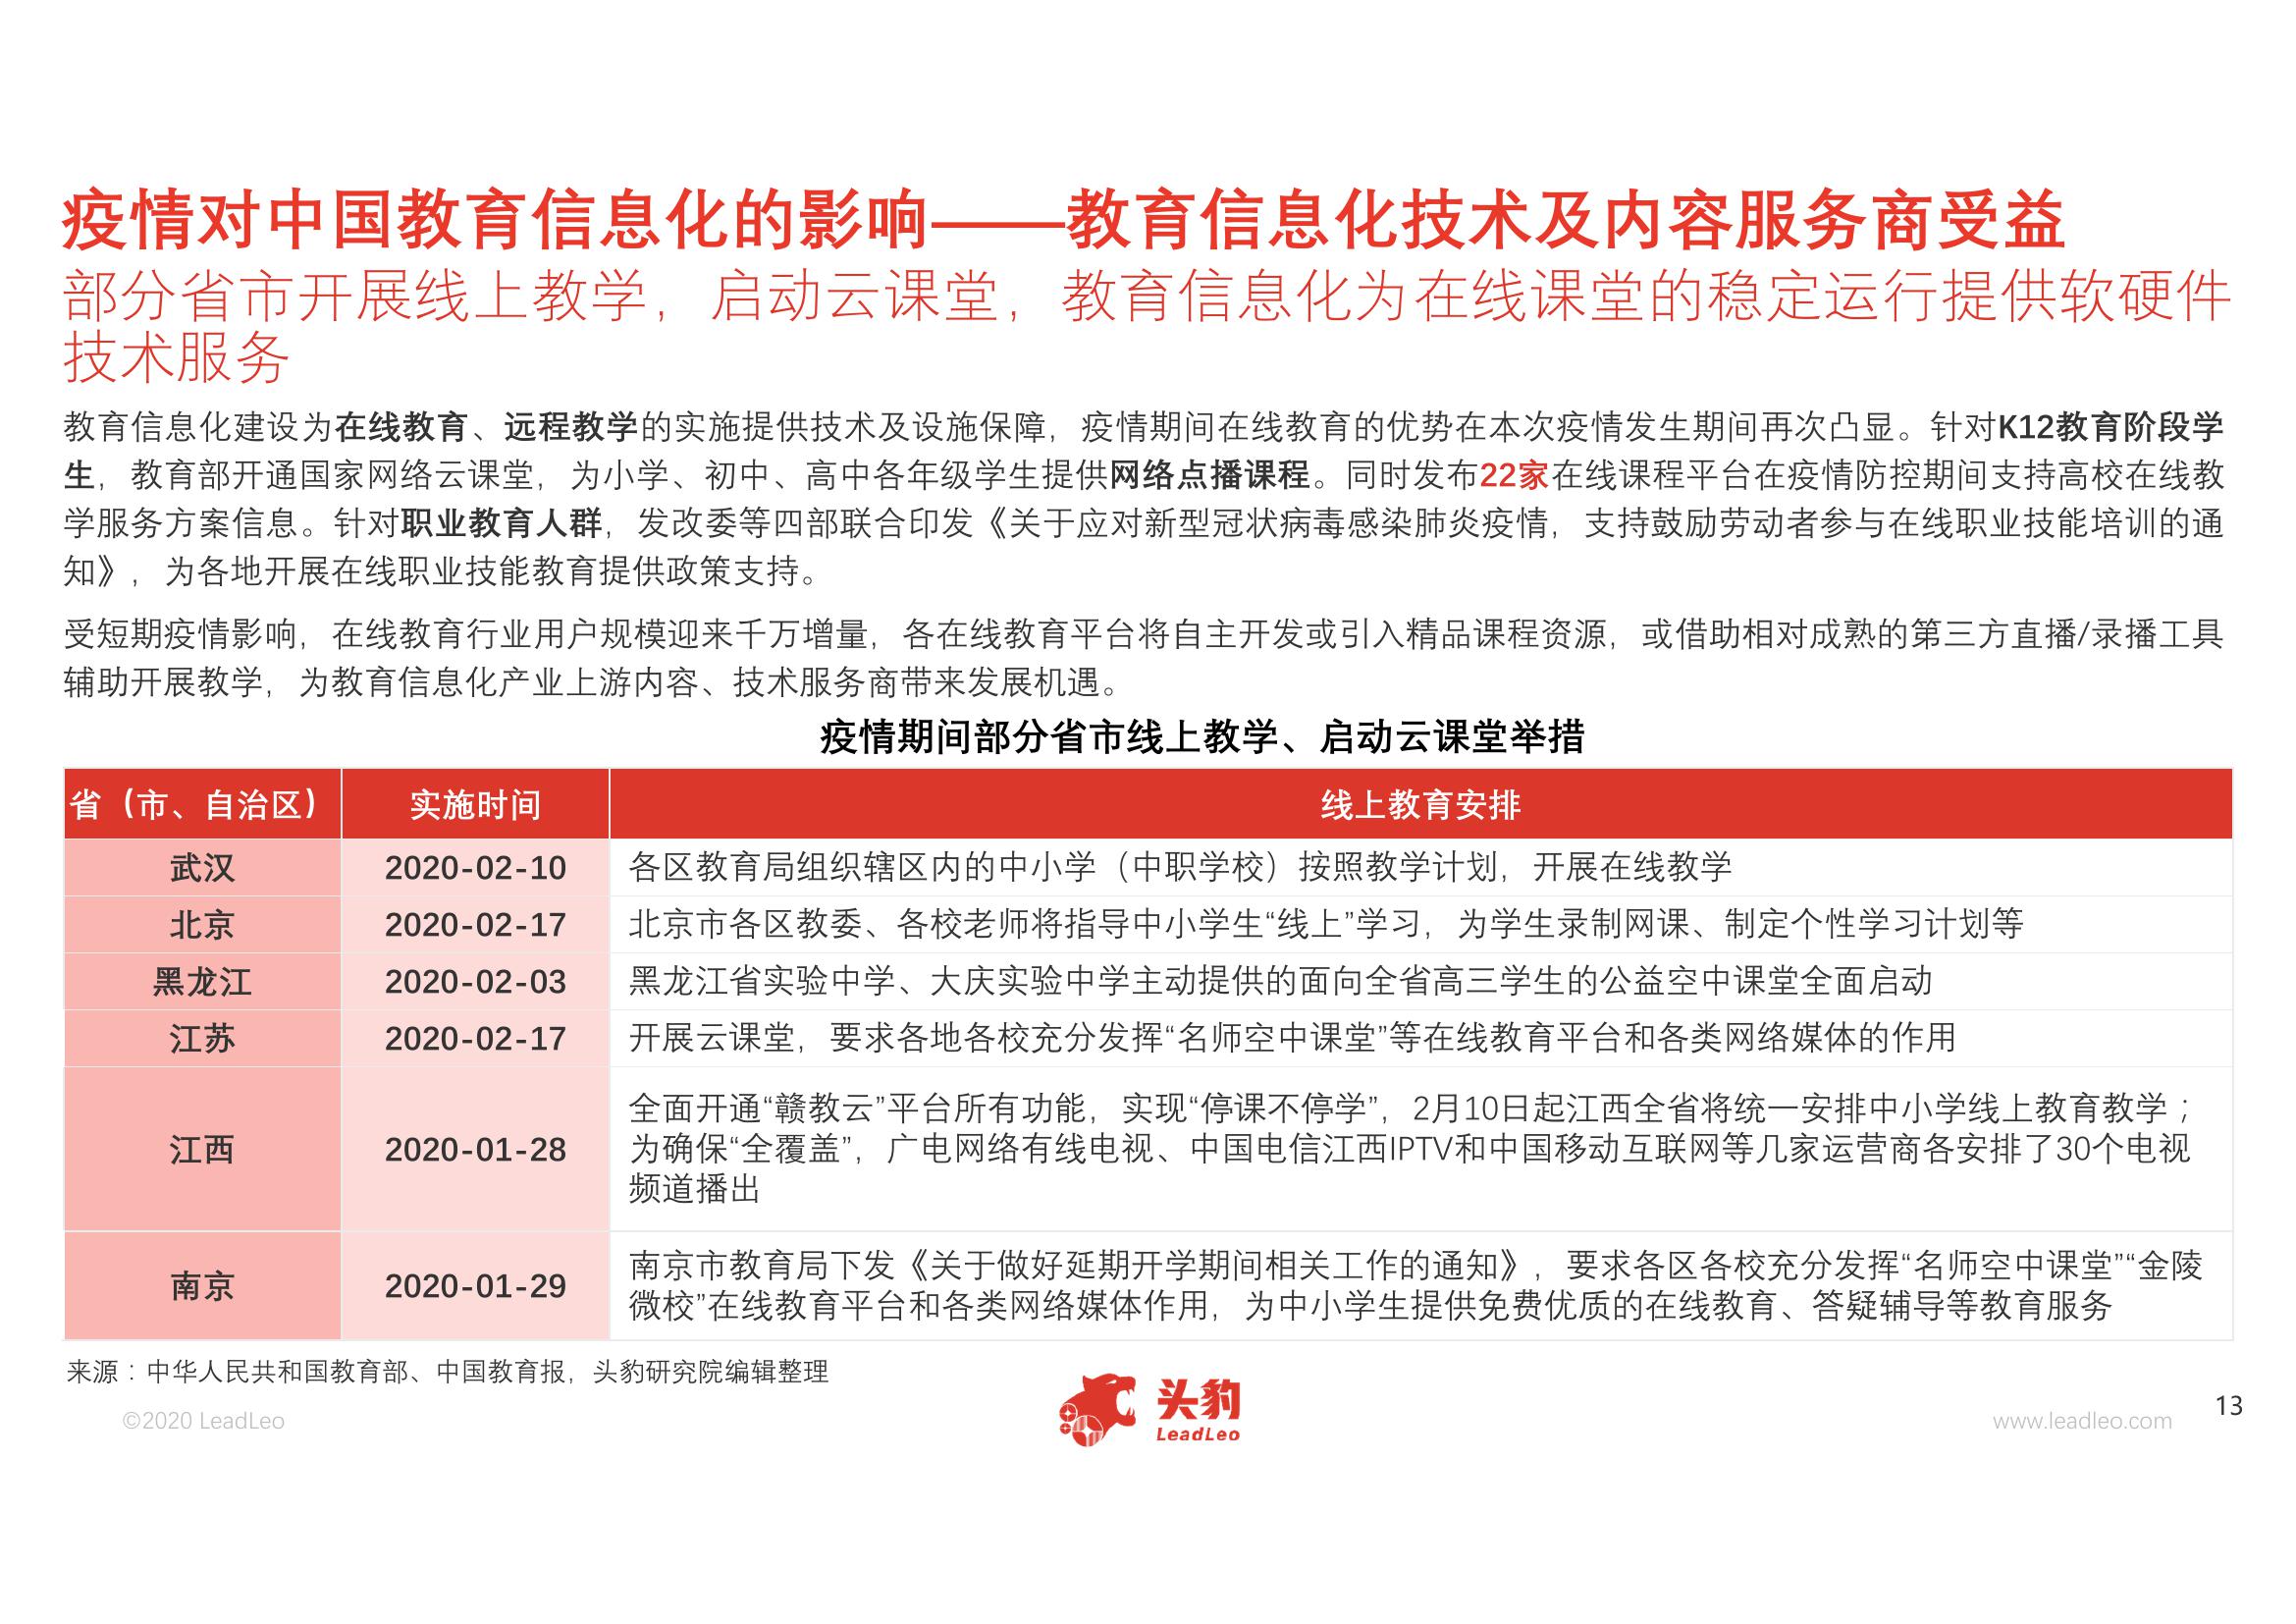 疫情对中国教育信息化的影响——教育信息化技术及内容服务商受益
部分省市开展线上教学，启动云课堂，教育信息化为在线课堂的稳定运行提供软硬件
技术服务
教育信息化建设为在线教育、远程教学的实施提供技术及设施保障，疫情期间在线教育的优势在本次疫情发生期间再次凸显。针对K12教育阶段学
生，教育部开通国家网络云课堂，为小学、初中、高中各年级学生提供网络点播课程。同时发布22家在线课程平台在疫情防控期间支持高校在线教
学服务方案信息。针对职业教育人群，发改委等四部联合印发《关于应对新型冠状病毒感染肺炎疫情，支持鼓励劳动者参与在线职业技能培训的通
知》，为各地开展在线职业技能教育提供政策支持。
受短期疫情影响，在线教育行业用户规模迎来千万增量，各在线教育平台将自主开发或引入精品课程资源，或借助相对成熟的第三方直播/录播工具
辅助开展教学，为教育信息化产业上游内容、技术服务商带来发展机遇。
疫情期间部分省市线上教学、启动云课堂举措
省（市、自治区） 实施时间 线上教育安排
武汉 2020-02-10 各区教育局组织辖区内的中小学（中职学校）按照教学计划，开展在线教学
北京 2020-02-17 北京市各区教委、各校老师将指导中小学生“线上”学习，为学生录制网课、制定个性学习计划等
黑龙江 2020-02-03 黑龙江省实验中学、大庆实验中学主动提供的面向全省高三学生的公益空中课堂全面启动
江苏 2020-02-17 开展云课堂，要求各地各校充分发挥“名师空中课堂”等在线教育平台和各类网络媒体的作用
江西 2020-01-28 全面开通“赣教云”平台所有功能，实现“停课不停学”，2月10日起江西全省将统一安排中小学线上教育教学；
为确保“全覆盖”，广电网络有线电视、中国电信江西IPTV和中国移动互联网等几家运营商各安排了30个电视
频道播出
南京 2020-01-29 南京市教育局下发《关于做好延期开学期间相关工作的通知》，要求各区各校充分发挥“名师空中课堂”“金陵
微校”在线教育平台和各类网络媒体作用，为中小学生提供免费优质的在线教育、答疑辅导等教育服务
来源：中华人民共和国教育部、中国教育报，头豹研究院编辑整理
©2020 LeadLeo
头豹
LeadLeo
www.leadleo.com
13